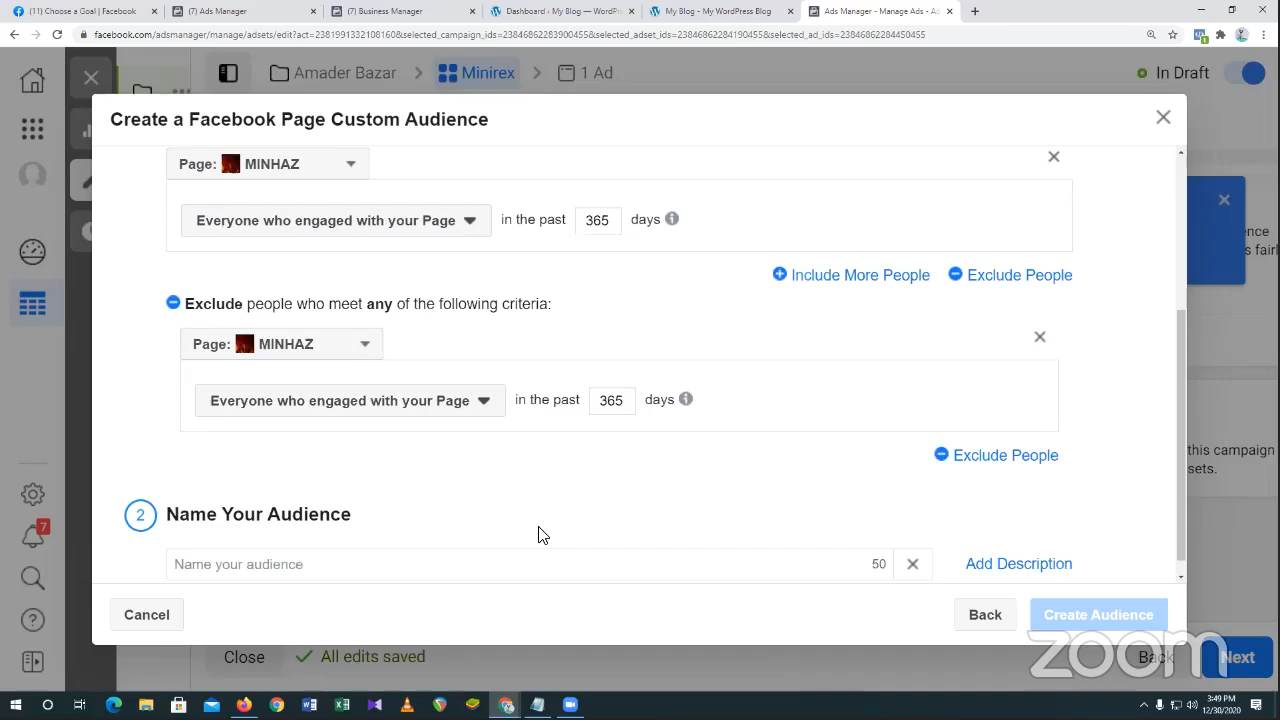 (11) Choose a Goal | Facebook
(7) Ads Manager
(7) Business Manager
Dashboard ‹ My Blog — WordPr
My Blog - My WordPress Blog
Ads Manager - Manage Ads - Ad
facebook.com/adsmanager/manage/adsets/edit?act=2381991332108160&selected_campaign_ids=23846862283900455&selected_adset_ids=23846862284190455&selected_ad_ids=23846862284450455
Amader Bazar
Minirex
1 Ad
In Draft
Create a Facebook Page Custom Audience
Page: MINHAZ
Everyone who engaged with your Page in the past 365 days
ence
s fairl
Include More People Exclude People
Exclude people who meet any of the following criteria:
Page: MINHAZ
Everyone who engaged with your Page in the past 365 days
Exclude People
this campaign
sets.
2 Name Your Audience
7
Name your audience 50 Add Description
Cancel Back Create Audience
Close All edits saved Back Next
zoom
3:49 PM
12/30/2020